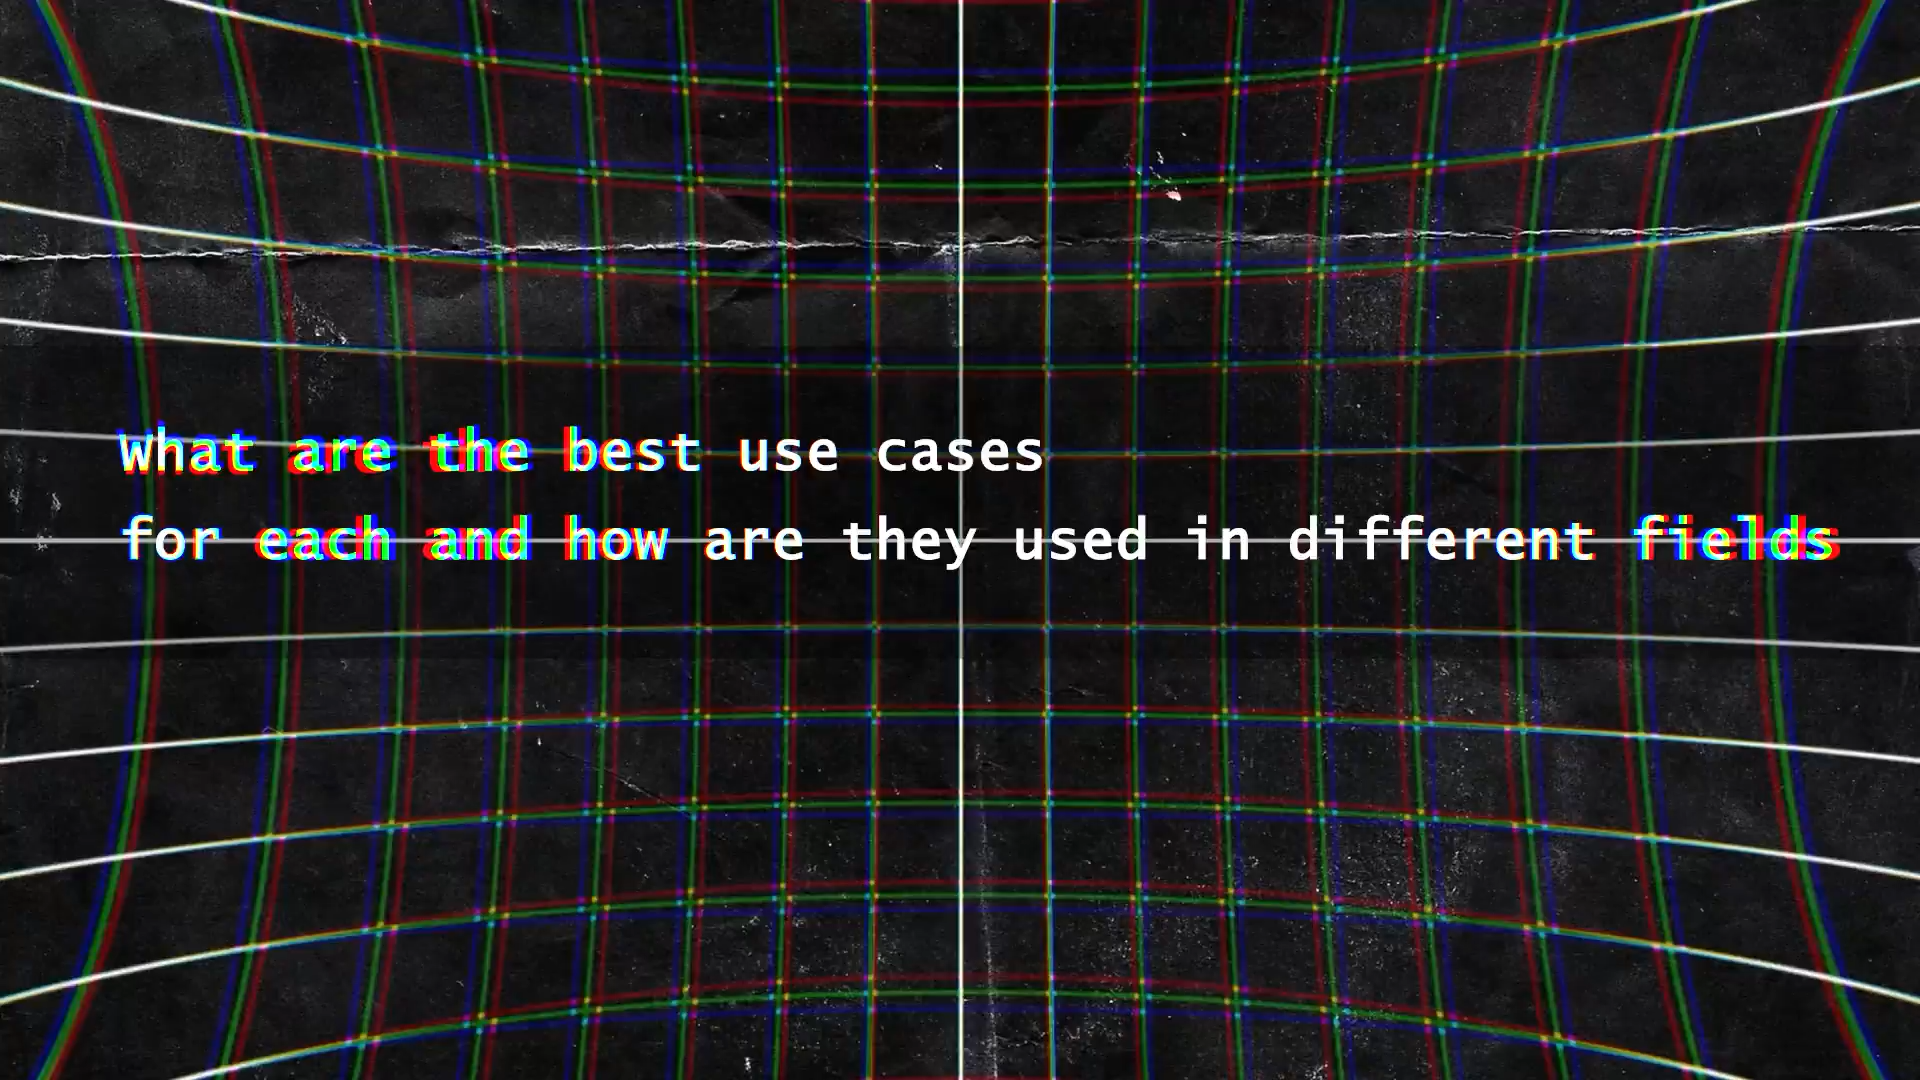 What are the best use cases
for each and how are they used in different fields